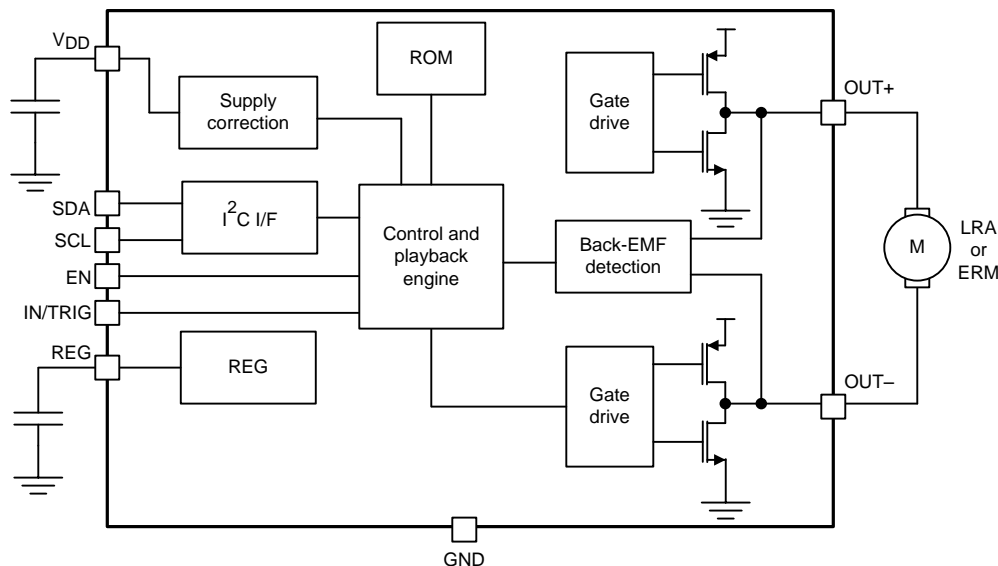 VDD
ROM
Supply
correction
Gate
drive
OUT+
SDA
SCL
I2C I/F
Control and
playback
engine
Back-EMF
detection
M
LRA
or
ERM
EN
IN/TRIG
REG
REG
Gate
drive
OUT–
GND